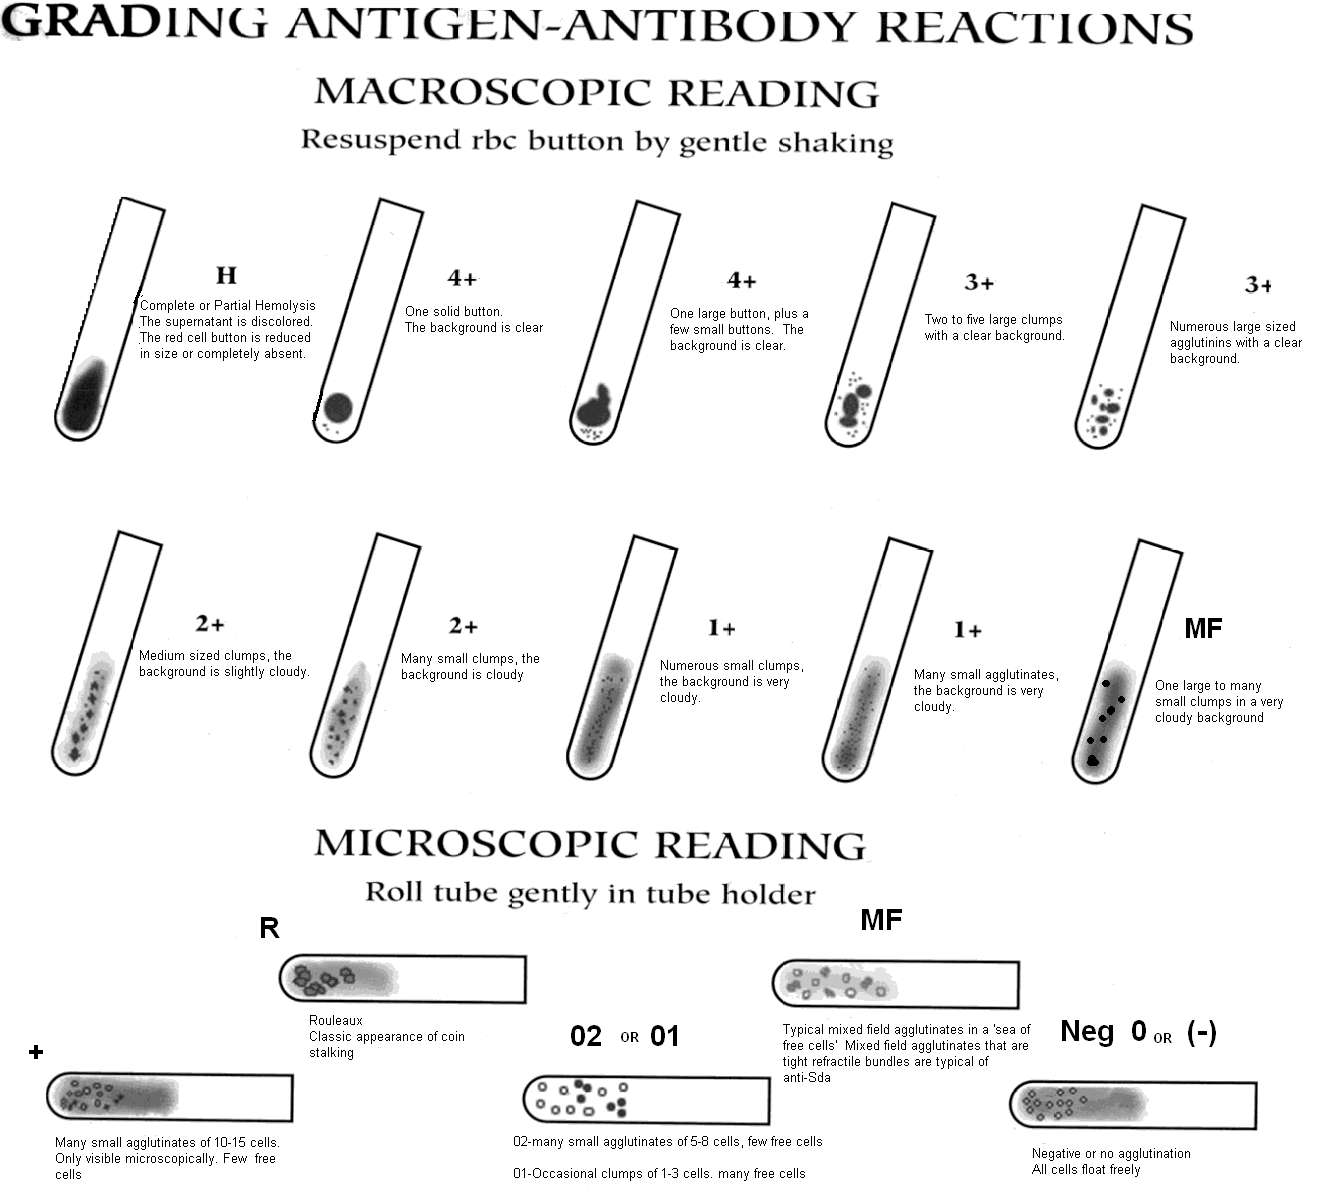 GRADING ANTIGEN-ANTIBODY REACTIONS
MACROSCOPIC READING
Resuspend rbc button by gentle shaking
H
Complete or Partial Hemolysis
The supernatant is discolored.
The red cell button is reduced
in size or completely absent.
4+
One solid button.
The background is clear
4+
One large button, plus a
few small buttons. The
background is clear.
3+
Two to five large clumps
with a clear background.
3+
Numerous large sized
agglutinins with a clear
background.
2+
Medium sized clumps, the
background is slightly cloudy.
2+
Many small clumps, the
background is cloudy
1+
Numerous small clumps,
the background is very
cloudy.
1+
Many small agglutinates,
the background is very
cloudy.
MF
One large to many
small clumps in a very
cloudy background
MICROSCOPIC READING
Roll tube gently in tube holder
+
Many small agglutinates of 10-15 cells.
Only visible microscopically. Few free
cells
R
Rouleaux
Classic appearance of coin
stalking
02 OR 01
02-many small agglutinates of 5-8 cells, few free cells
01-Occasional clumps of 1-3 cells. many free cells
MF
Typical mixed field agglutinates in a 'sea of
free cells' Mixed field agglutinates that are
tight refractile bundles are typical of
anti-Sda
Neg 0 OR (-)
Negative or no agglutination
All cells float freely